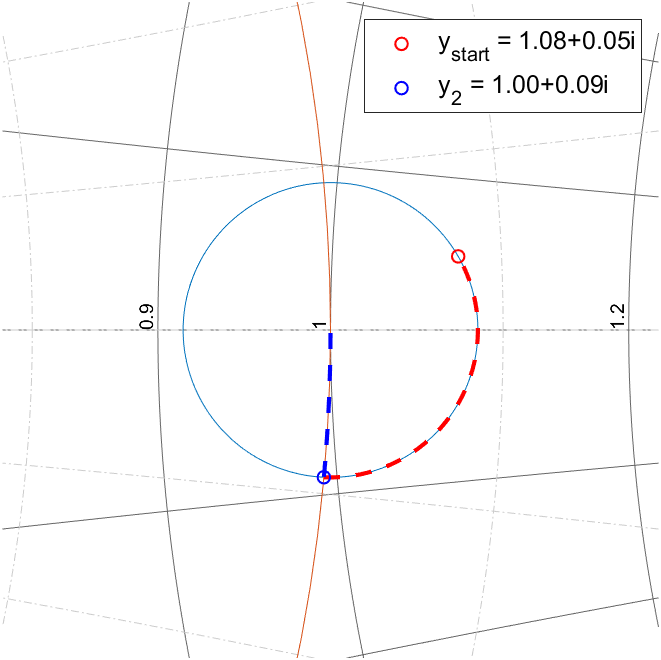 y_start = 1.08+0.05i
y_2 = 1.00+0.09i
0.9
1
1.2